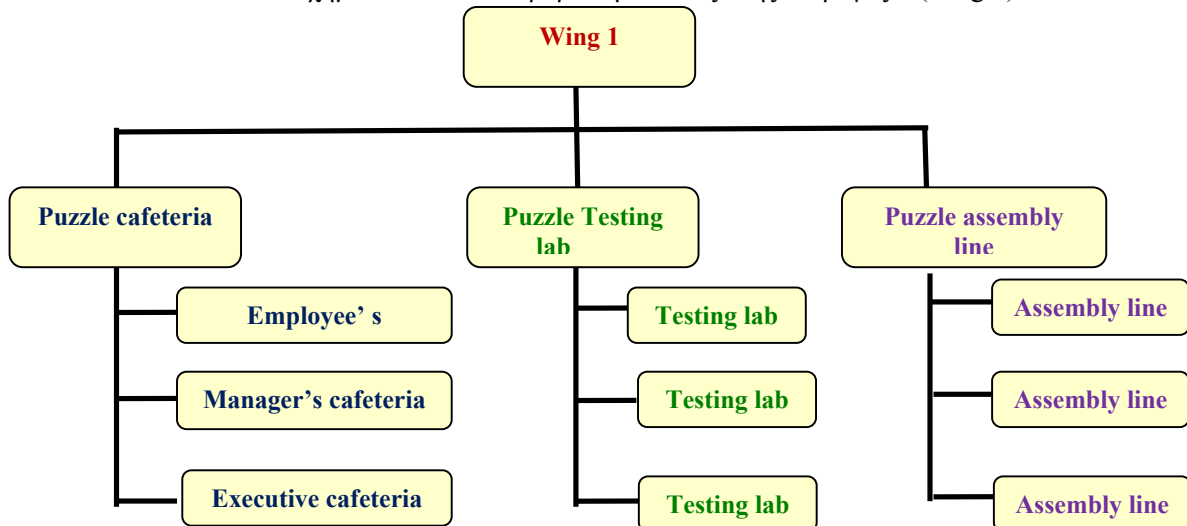 Wing 1
Puzzle cafeteria
Puzzle Testing
lab
Puzzle assembly
line
Employee’ s
Manager’s cafeteria
Executive cafeteria
Testing lab
Testing lab
Testing lab
Assembly line
Assembly line
Assembly line